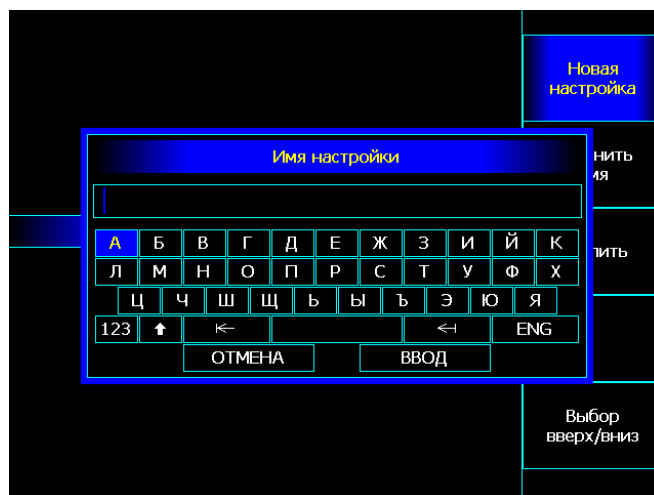 Новая
настройка
Имя настройки
нить
мя
лить
А Б В Г Д Е Ж З И Й К
Л М Н О П Р С Т У Ф Х
Ц Ч Ш Щ Ь Ы Ъ Э Ю Я
123 ENG
ОТМЕНА ВВОД
Выбор
вверх/вниз